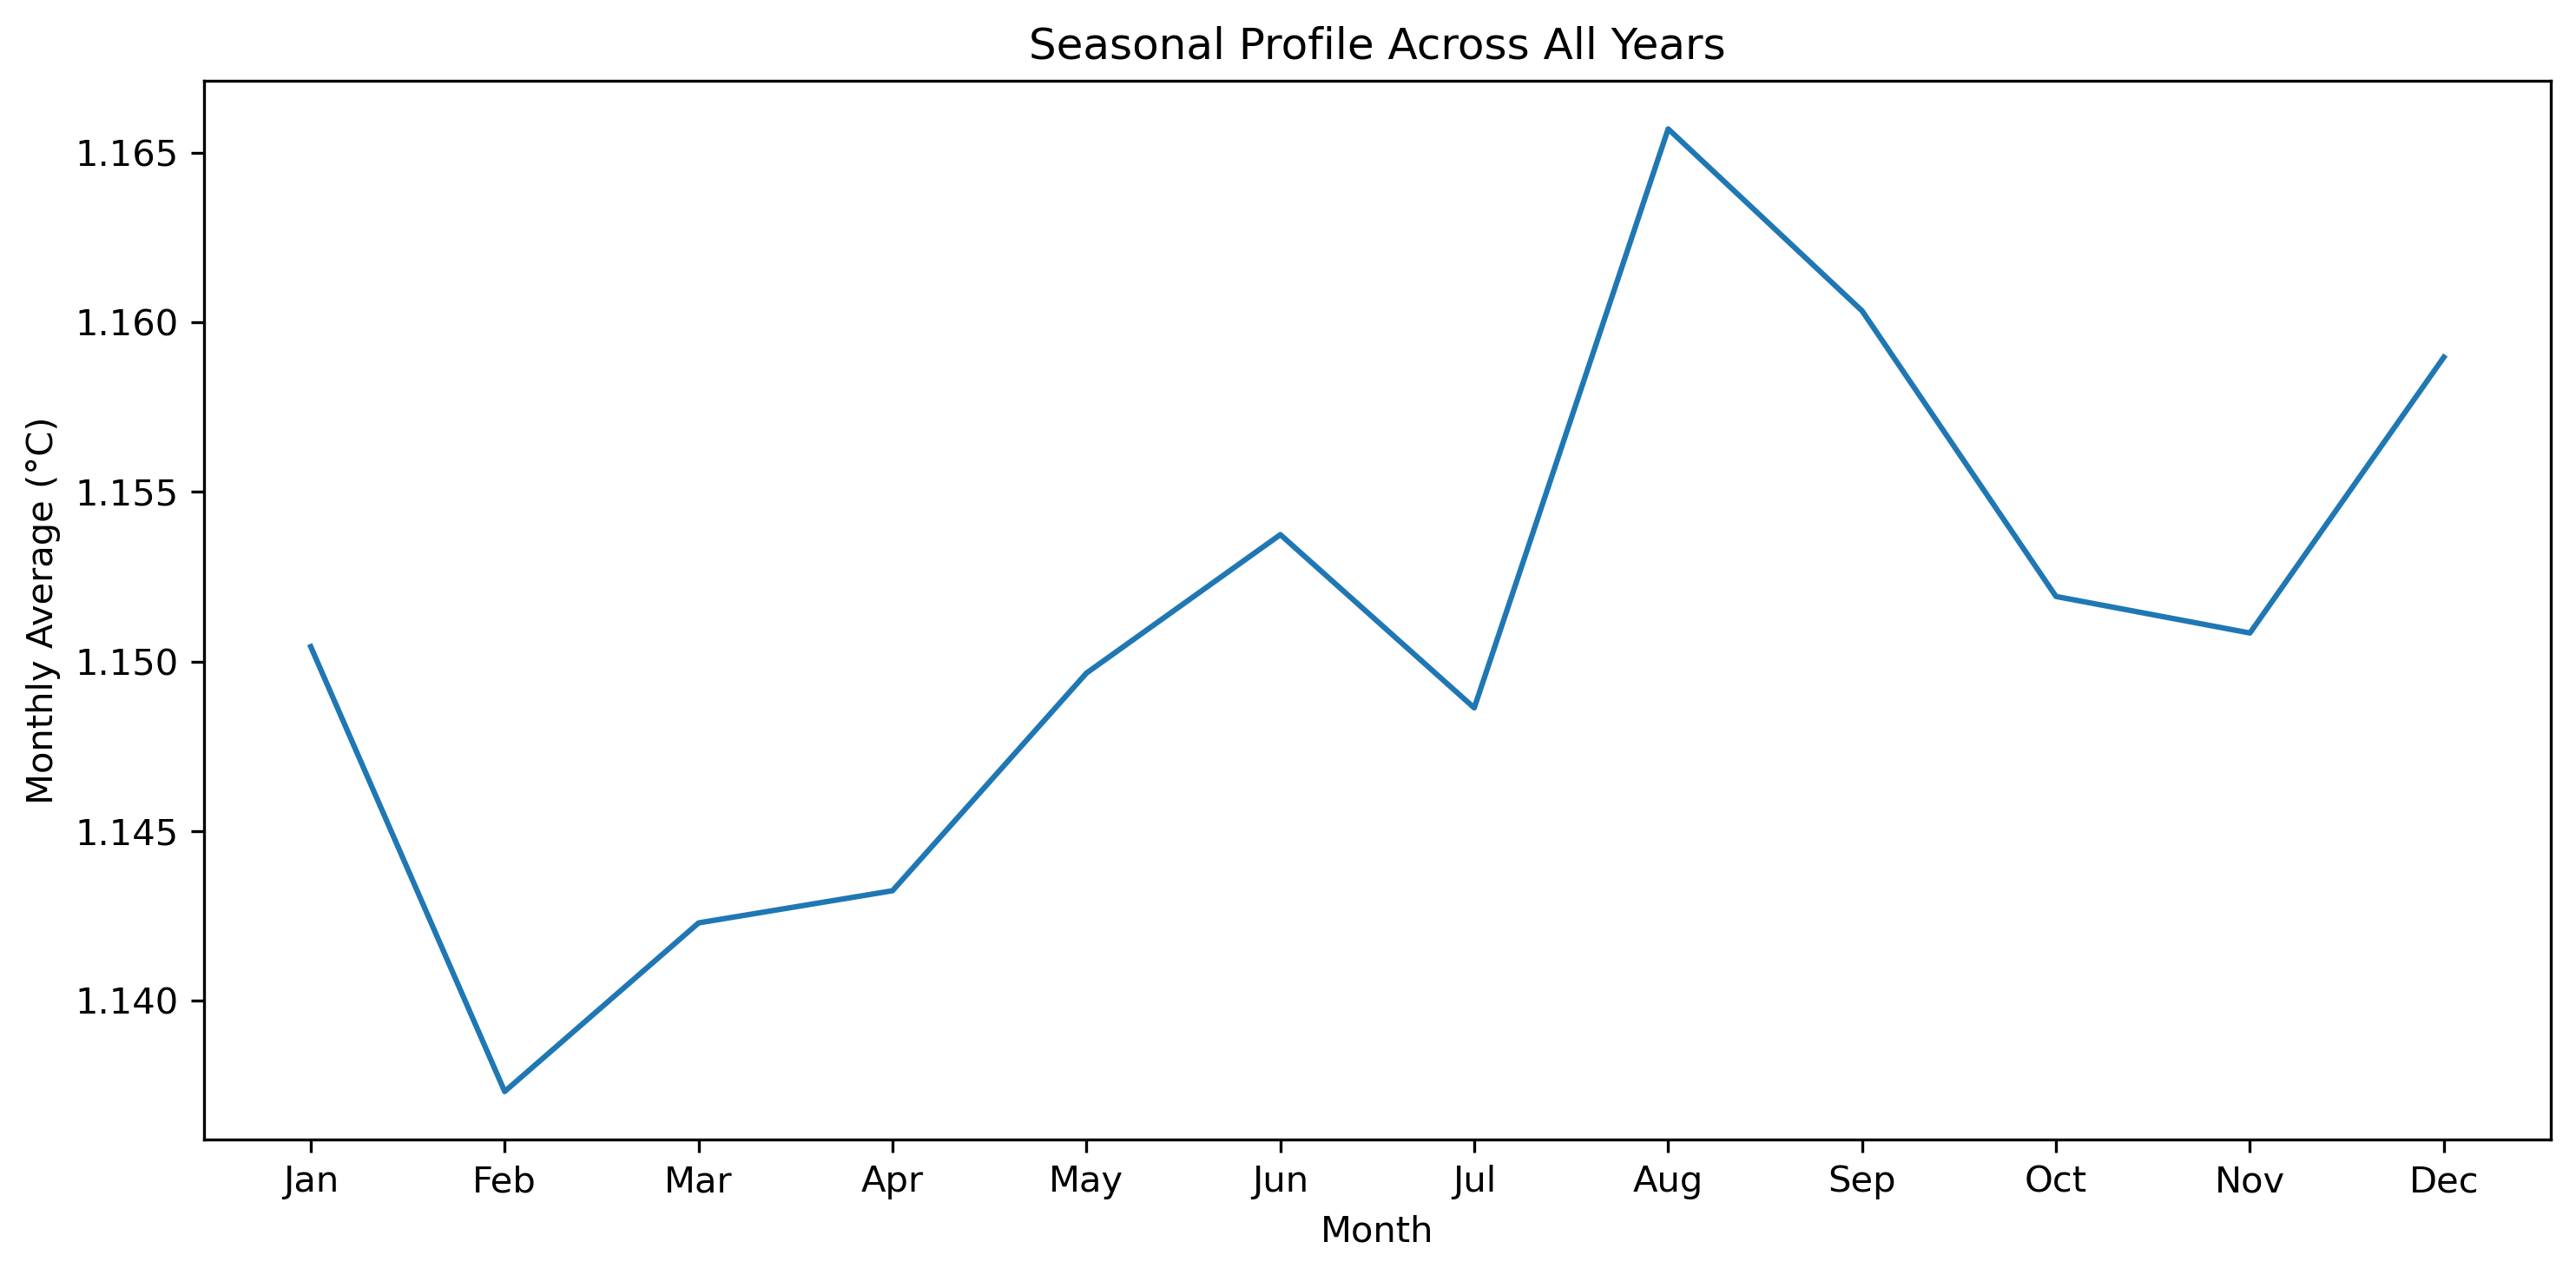 Seasonal Profile Across All Years
Monthly Average (°C)
1.165
1.160
1.155
1.150
1.145
1.140
Jan Feb Mar Apr May Jun Jul Aug Sep Oct Nov Dec
Month